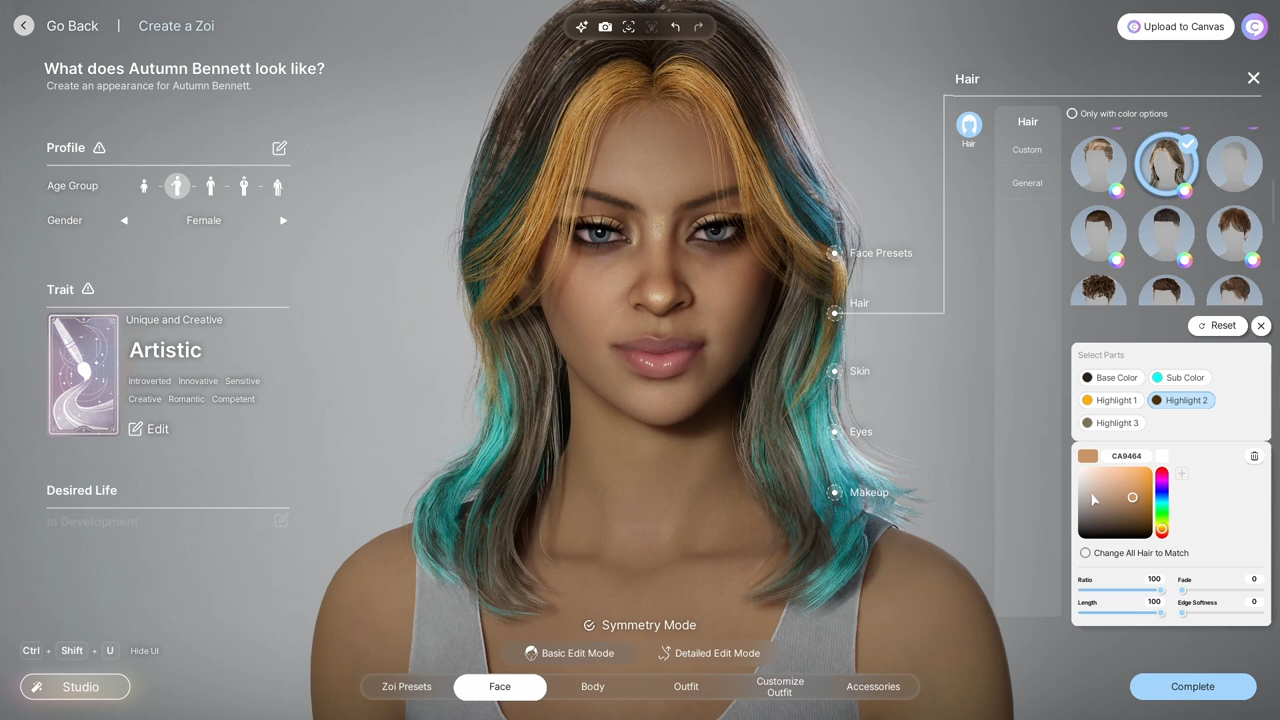 Go Back | Create a Zoi
Upload to Canvas
What does Autumn Bennett look like?
Create an appearance for Autumn Bennett.
Profile
Age Group
Gender
Female
Trait
Unique and Creative
Artistic
Introverted Innovative Sensitive
Creative Romantic Competent
Edit
Desired Life
In Development
Ctrl + Shift + U Hide UI
Studio
Face Presets
Hair
Skin
Eyes
Makeup
Symmetry Mode
Basic Edit Mode
Detailed Edit Mode
Zoi Presets
Face
Body
Outfit
Customize
Outfit
Accessories
Hair
Hair
Hair
Custom
General
Only with color options
Reset
Select Parts
Base Color
Sub Color
Highlight 1
Highlight 2
Highlight 3
CA9464
Change All Hair to Match
Ratio 100
Fade 0
Length 100
Edge Softness 0
Complete